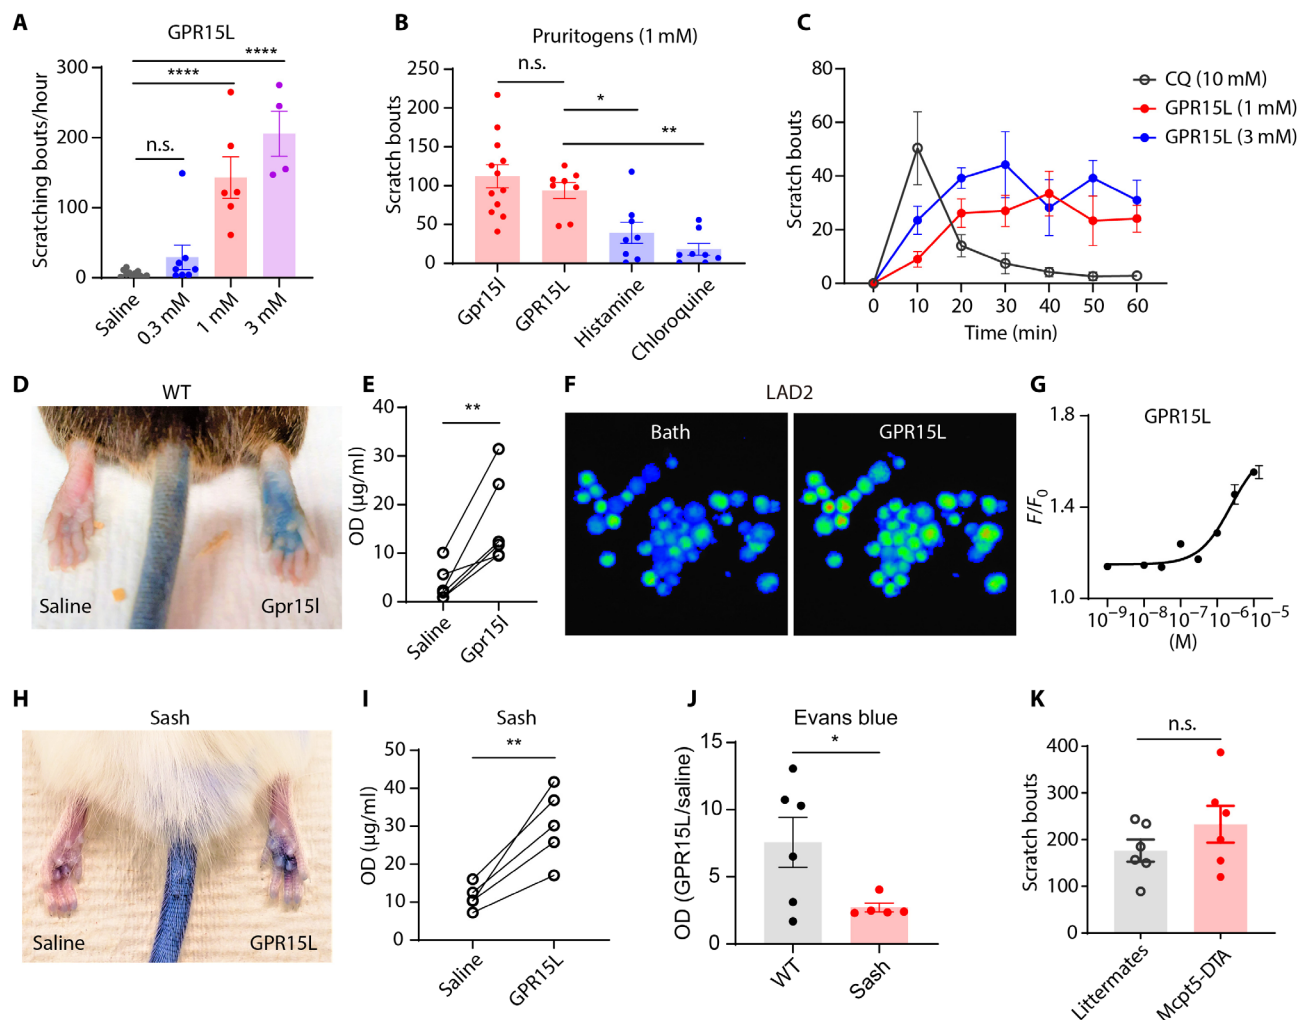 A
GPR15L
****
****
n.s.
Scratching bouts/hour
300
200
100
0
Saline
0.3 mM
1 mM
3 mM
B
Pruritogens (1 mM)
n.s.
*
**
Scratch bouts
250
200
150
100
50
0
Gpr15l
GPR15L
Histamine
Chloroquine
C
CQ (10 mM)
GPR15L (1 mM)
GPR15L (3 mM)
Scratch bouts
80
60
40
20
0
0 10 20 30 40 50 60
Time (min)
D
WT
Saline
Gpr15l
E
**
OD (µg/ml)
40
30
20
10
0
Saline
Gpr15l
F
LAD2
Bath
GPR15L
G
GPR15L
F/F0
1.8
1.4
1.0
10−9 10−8 10−7 10−6 10−5
(M)
H
Sash
Saline
GPR15L
I
Sash
**
OD (µg/ml)
50
40
30
20
10
0
Saline
GPR15L
J
Evans blue
*
OD (GPR15L/saline)
15
10
5
0
WT
Sash
K
n.s.
Scratch bouts
400
300
200
100
0
Littermates
Mcpt5-DTA